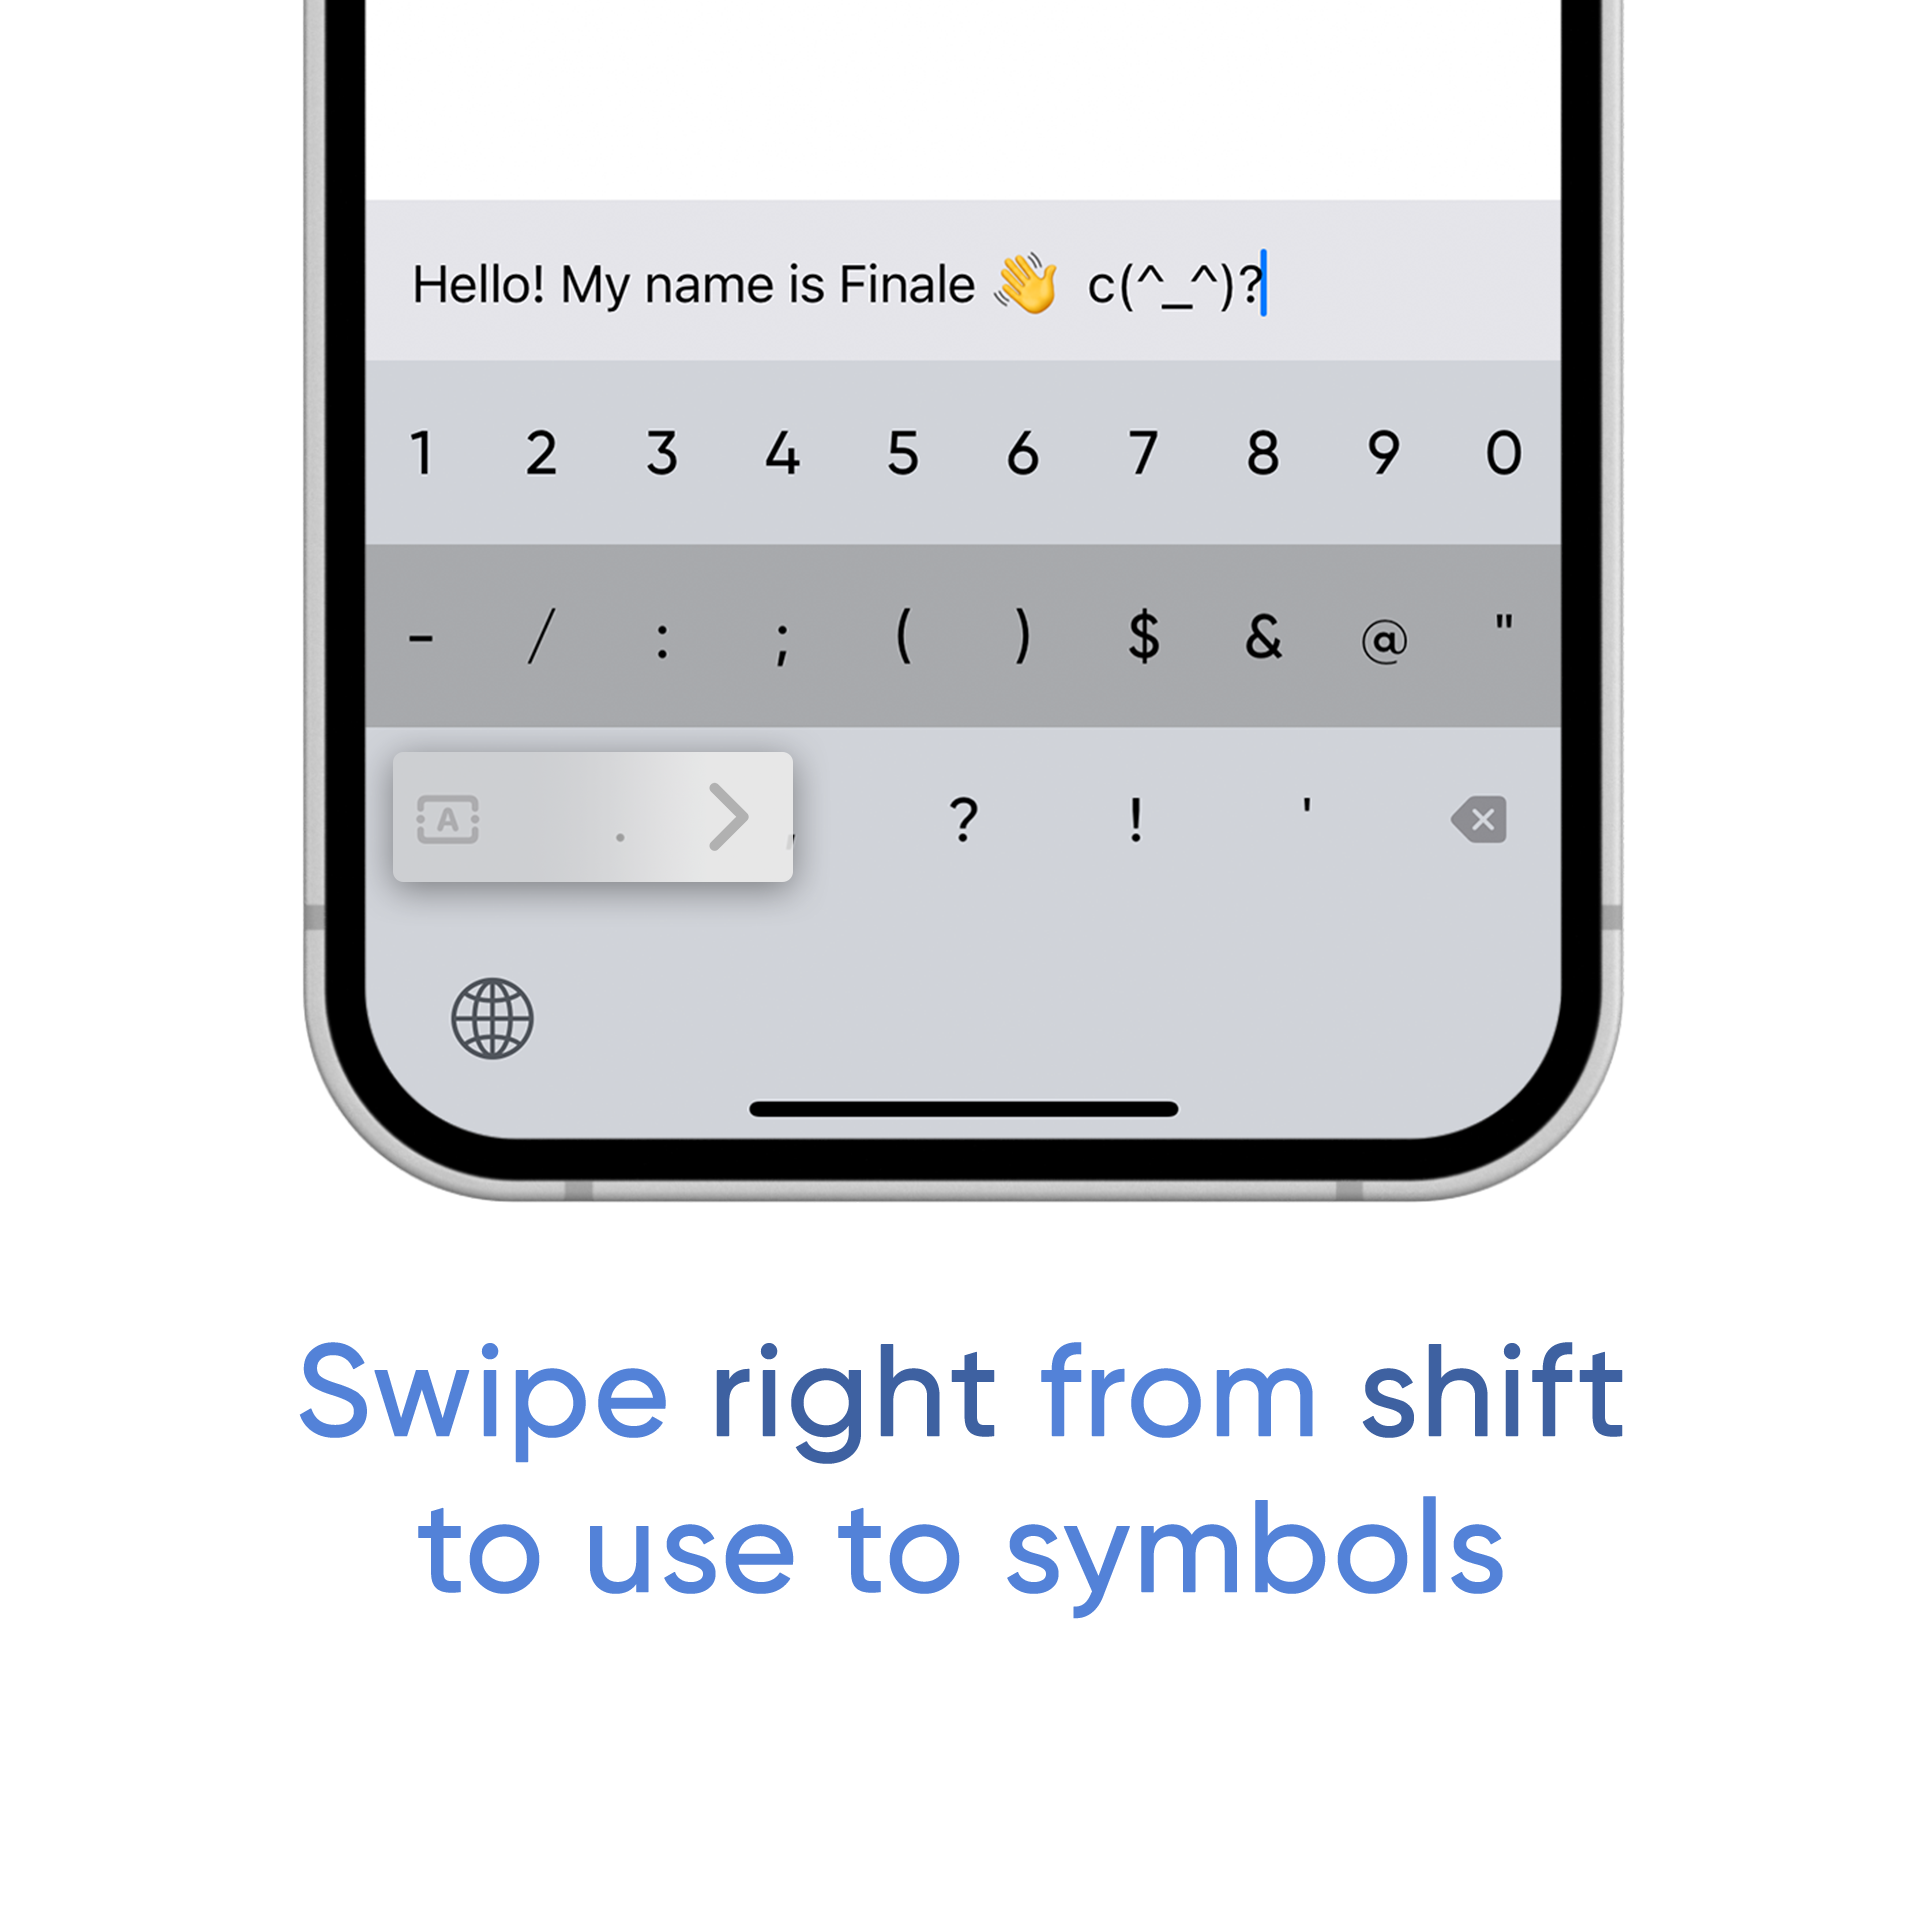 Hello! My name is Finale 👋 c(^_^)?
1 2 3 4 5 6 7 8 9 0
- / : ; ( ) $ & @ "
A . , ? ! '
Swipe right from shift
to use to symbols